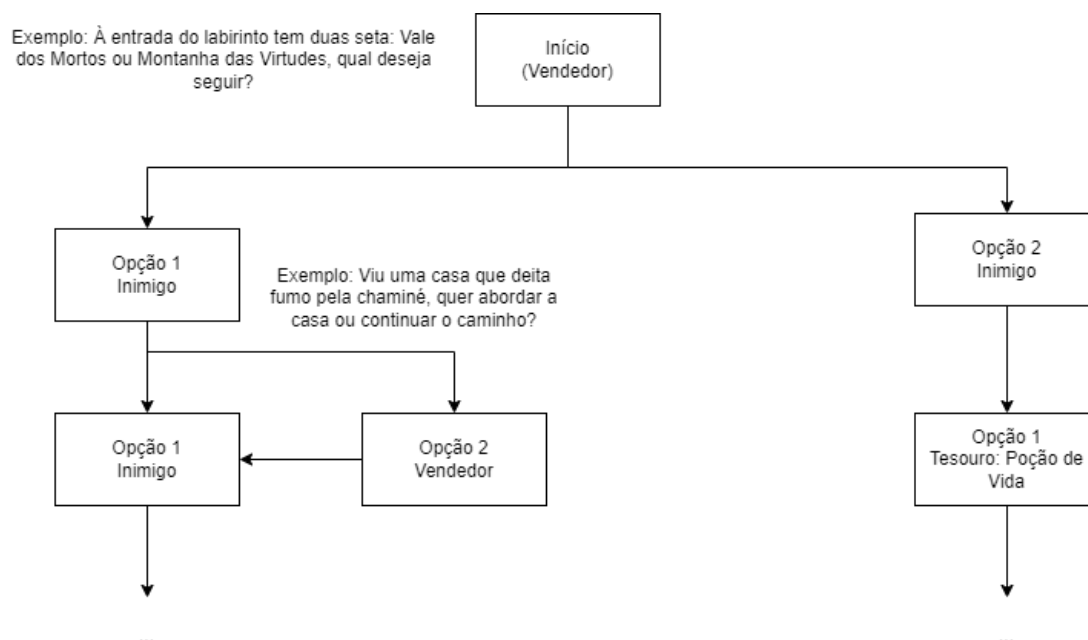 Exemplo: À entrada do labirinto tem duas seta: Vale
dos Mortos ou Montanha das Virtudes, qual deseja
seguir?
Início
(Vendedor)
Opção 1
Inimigo
Exemplo: Viu uma casa que deita
fumo pela chaminé, quer abordar a
casa ou continuar o caminho?
Opção 2
Inimigo
Opção 1
Inimigo
Opção 2
Vendedor
Opção 1
Tesouro: Poção de
Vida
...
...